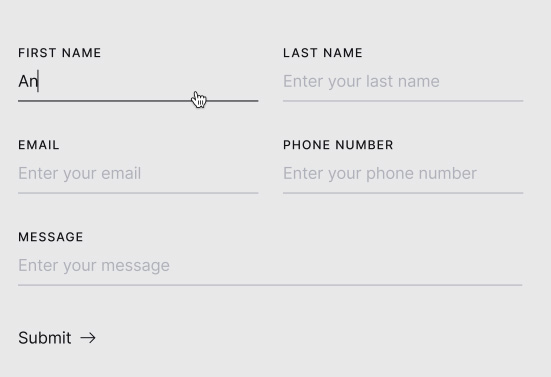 FIRST NAME LAST NAME
An Enter your last name
EMAIL PHONE NUMBER
Enter your email Enter your phone number
MESSAGE
Enter your message
Submit →